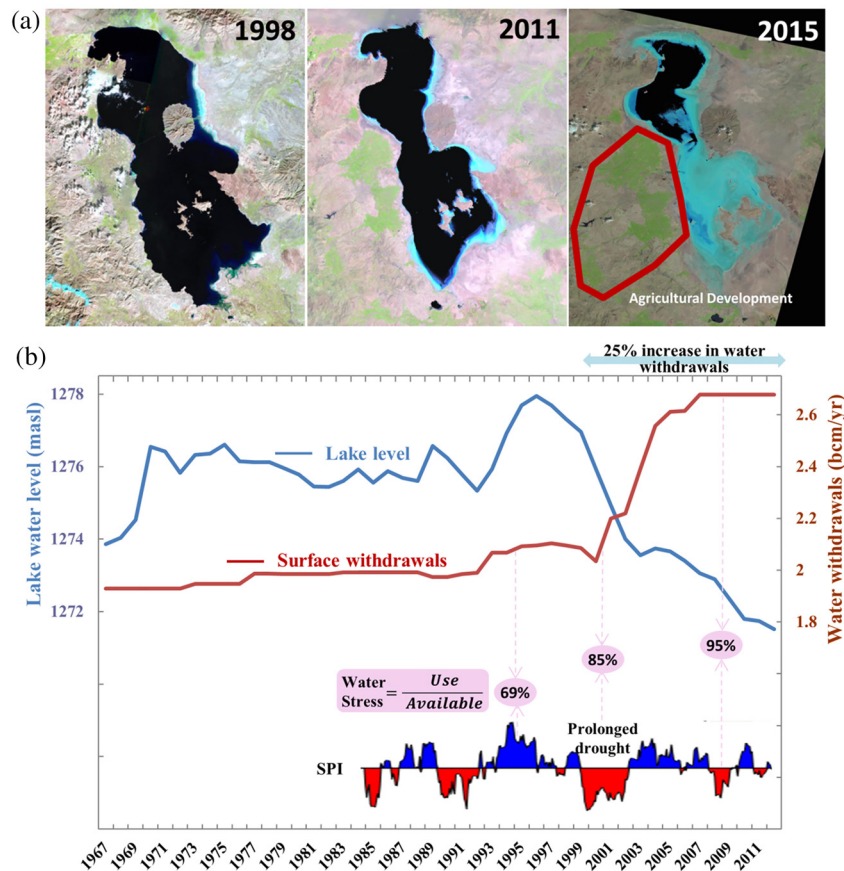 (a)
1998
2011
2015
Agricultural Development
(b)
25% increase in water
withdrawals
1278
1276
1274
1272
Lake water level (masl)
Lake level
Surface withdrawals
2.6
2.4
2.2
2
1.8
Water withdrawals (bcm/yr)
Water
Stress
=
Use
Available
69%
85%
95%
Prolonged
drought
SPI
1967
1969
1971
1973
1975
1977
1979
1981
1983
1985
1987
1989
1991
1993
1995
1997
1999
2001
2003
2005
2007
2009
2011